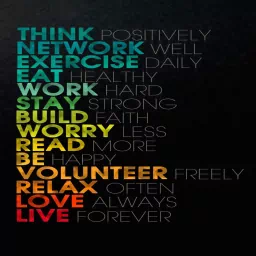 THINK POSITIVELY
NETWORK WELL
EXERCISE DAILY
EAT HEALTHY
WORK HARD
STAY STRONG
BUILD FAITH
WORRY LESS
READ MORE
BE HAPPY
VOLUNTEER FREELY
RELAX OFTEN
LOVE ALWAYS
LIVE FOREVER